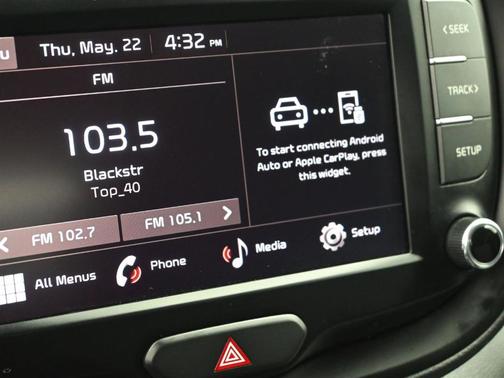 Thu, May. 22 4:32 PM
FM
103.5
Blackstr
Top_40
FM 102.7 FM 105.1
To start connecting Android
Auto or Apple CarPlay, press
this widget.
All Menus Phone Media Setup
< SEEK
TRACK >
SETUP